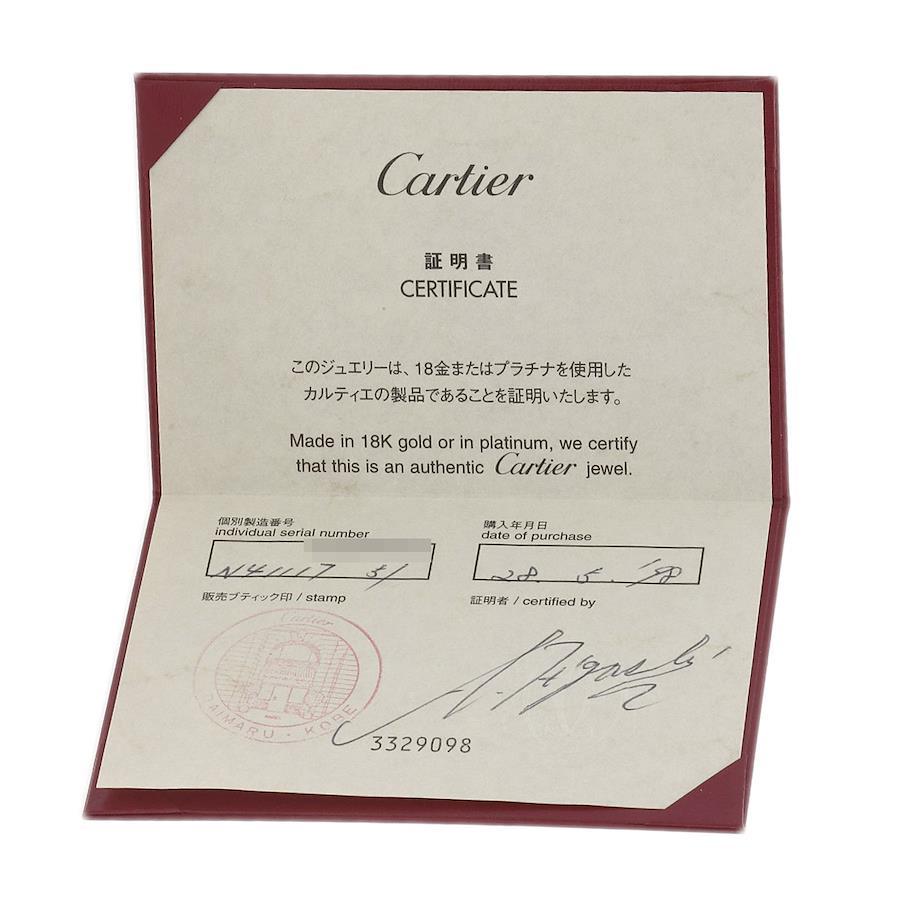 Cartier
証明書
CERTIFICATE
このジュエリーは、18金またはプラチナを使用した
カルティエの製品であることを証明いたします。
Made in 18K gold or in platinum, we certify
that this is an authentic Cartier jewel.
個別製造番号
individual serial number
N41117 51
購入年月日
date of purchase
28. 5. '98
販売ブティック印 / stamp
証明者 / certified by
Cartier
DAIMARU · KOBE
3329098